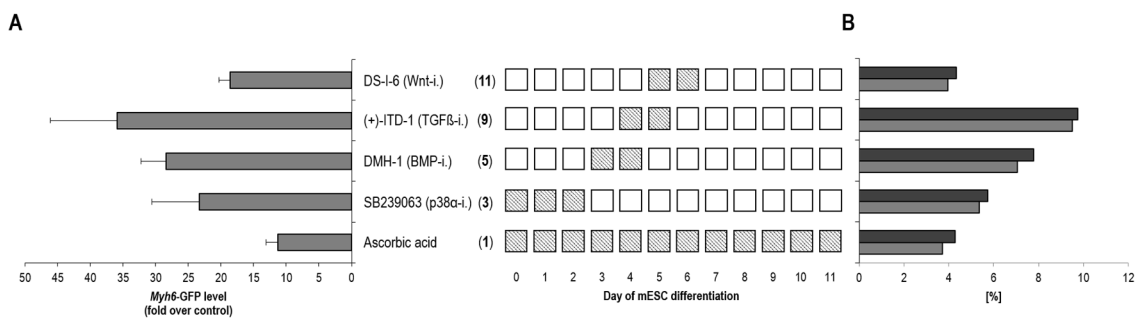 A
B
DS-I-6 (Wnt-i.) (11)
(+)-ITD-1 (TGFß-i.) (9)
DMH-1 (BMP-i.) (5)
SB239063 (p38α-i.) (3)
Ascorbic acid (1)
50 45 40 35 30 25 20 15 10 5 0
Myh6-GFP level
(fold over control)
0 1 2 3 4 5 6 7 8 9 10 11
Day of mESC differentiation
0 2 4 6 8 10 12
[%]